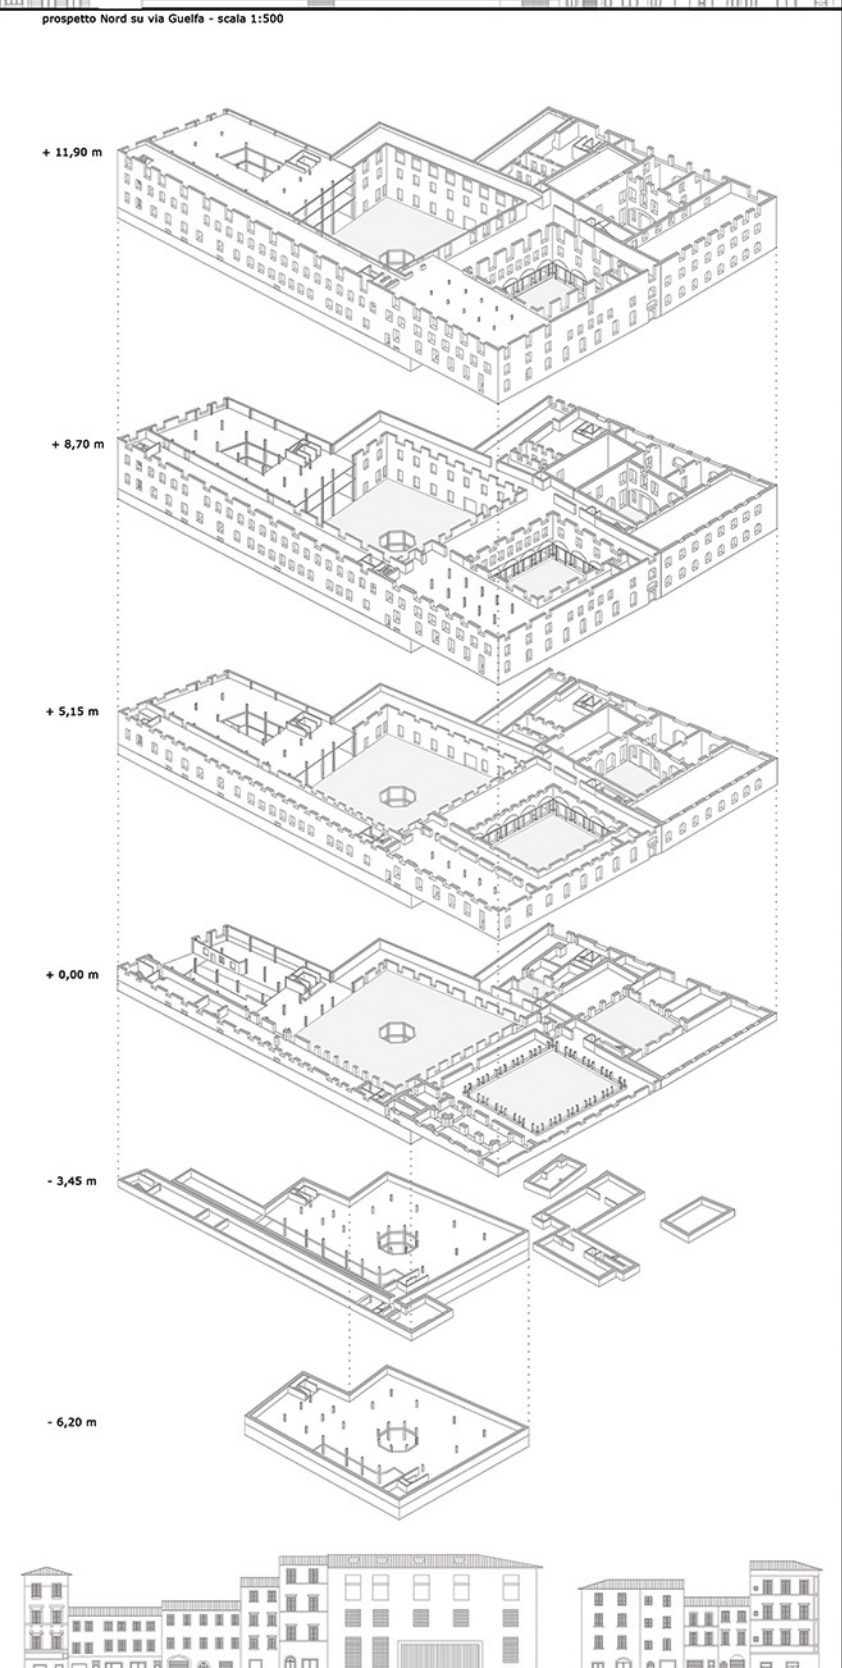 prospetto Nord su via Guelfa - scala 1:500
+ 11,90 m
+ 8,70 m
+ 5,15 m
+ 0,00 m
- 3,45 m
- 6,20 m